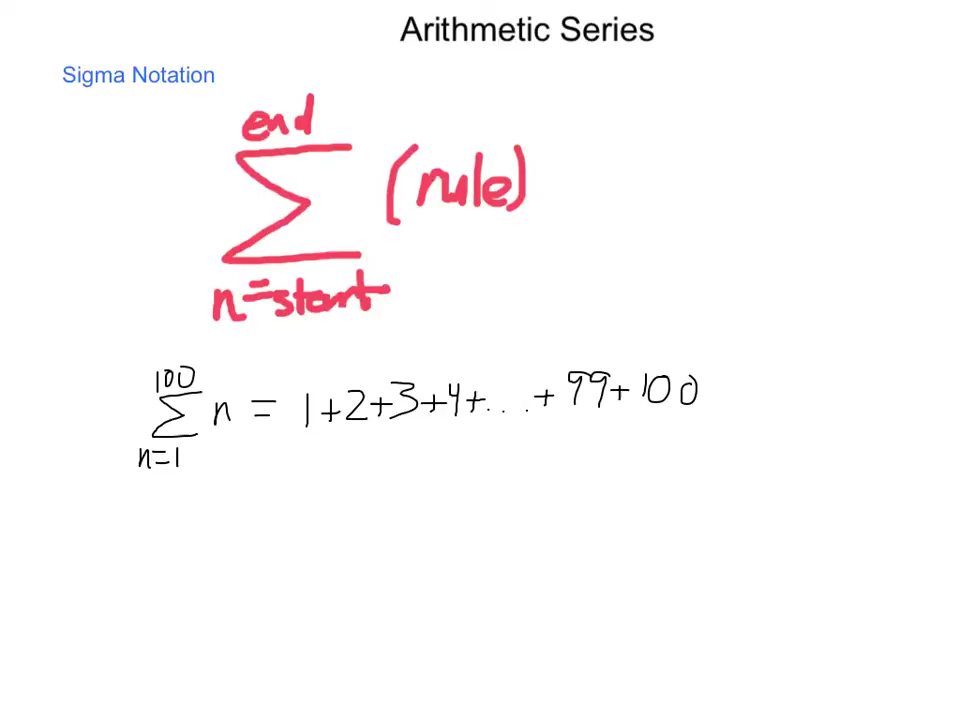 Arithmetic Series
Sigma Notation
end
∑ (rule)
n=start
100
∑ n = 1+2+3+4+...+99+100
n=1